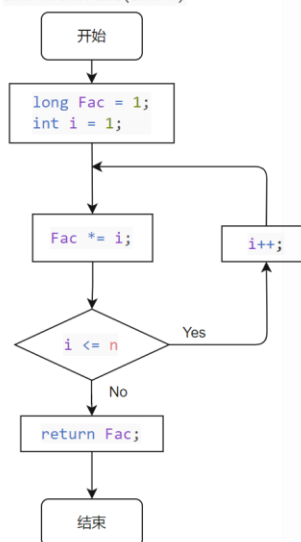 开始
long Fac = 1;
int i = 1;
Fac *= i;
i++;
i <= n
Yes
No
return Fac;
结束